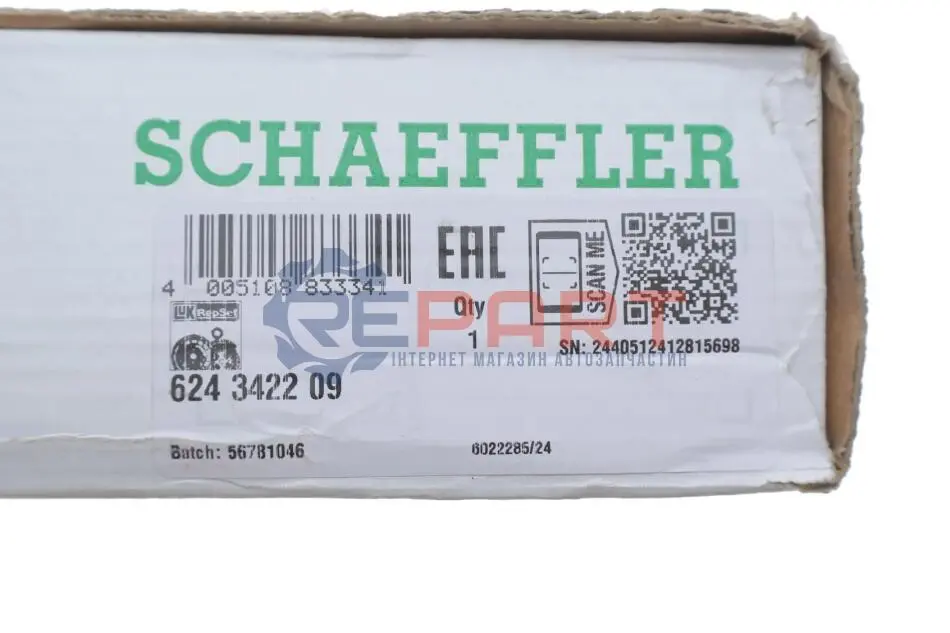 SCHAEFFLER
4 005108 833341
EAC
Qty
1
SCAN ME
LUK RepSet
SN: 2440512412815698
624 3422 09
Batch: 56781046
6022285/24
REPART
ІНТЕРНЕТ МАГАЗИН АВТОЗАПЧАСТИН